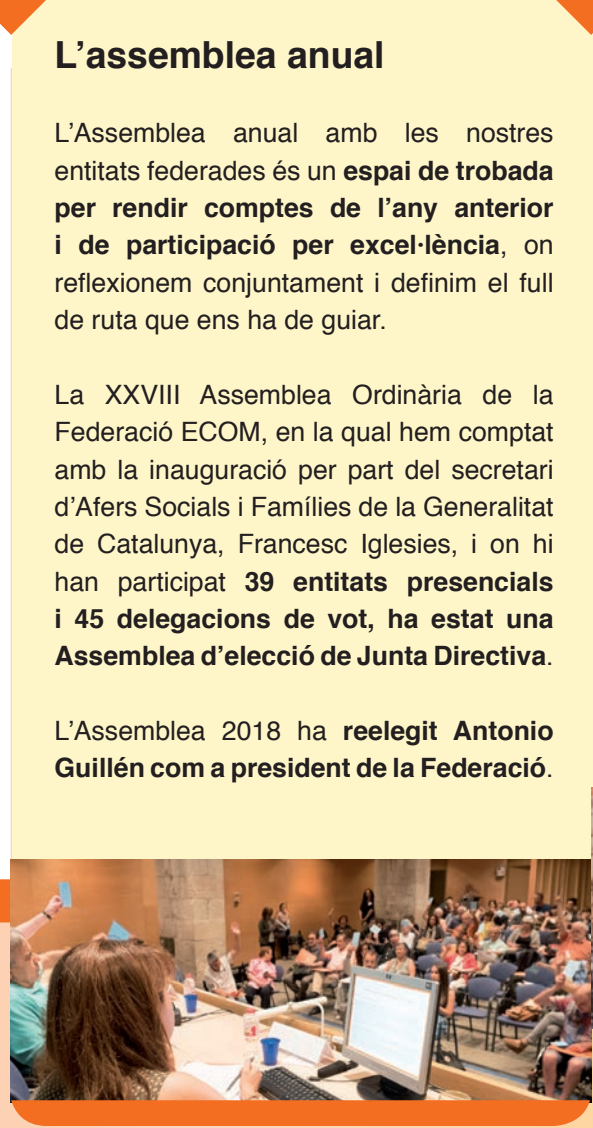 L’assemblea anual
L’Assemblea anual amb les nostres
entitats federades és un espai de trobada
per rendir comptes de l’any anterior
i de participació per excel·lència, on
reflexionem conjuntament i definim el full
de ruta que ens ha de guiar.
La XXVIII Assemblea Ordinària de la
Federació ECOM, en la qual hem comptat
amb la inauguració per part del secretari
d’Afers Socials i Famílies de la Generalitat
de Catalunya, Francesc Iglesies, i on hi
han participat 39 entitats presencials
i 45 delegacions de vot, ha estat una
Assemblea d’elecció de Junta Directiva.
L’Assemblea 2018 ha reelegit Antonio
Guillén com a president de la Federació.